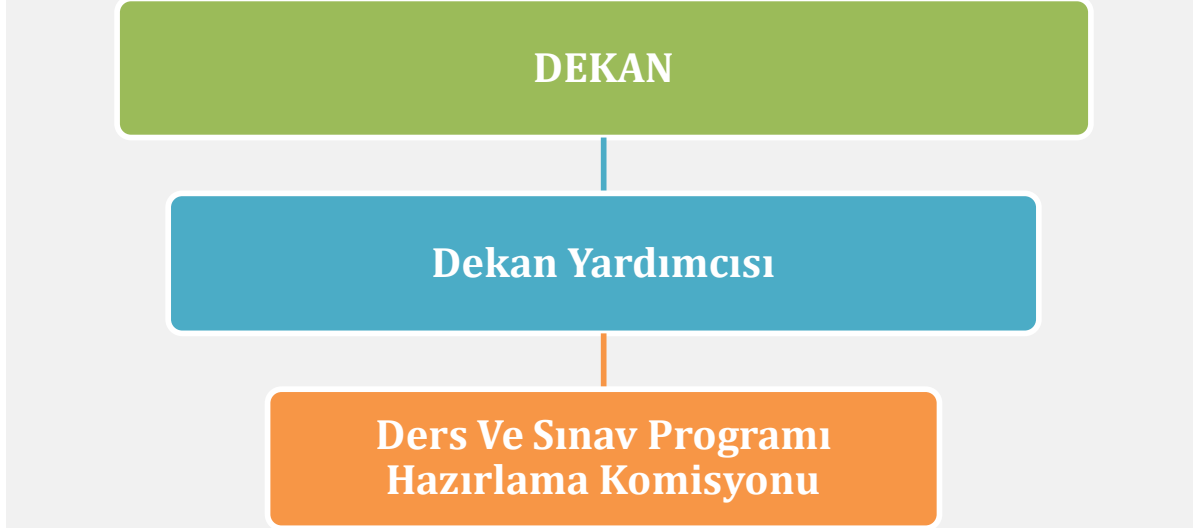 DEKAN
Dekan Yardımcısı
Ders Ve Sınav Programı
Hazırlama Komisyonu